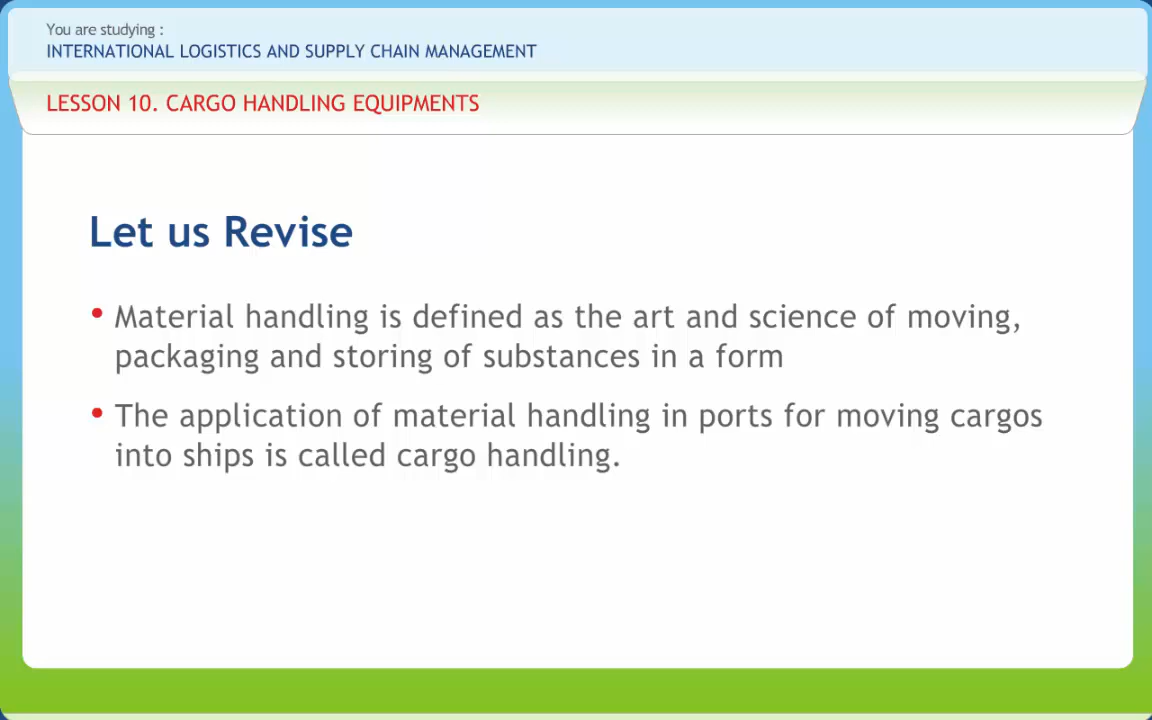 You are studying :
INTERNATIONAL LOGISTICS AND SUPPLY CHAIN MANAGEMENT
LESSON 10. CARGO HANDLING EQUIPMENTS
Let us Revise
• Material handling is defined as the art and science of moving,
packaging and storing of substances in a form
• The application of material handling in ports for moving cargos
into ships is called cargo handling.